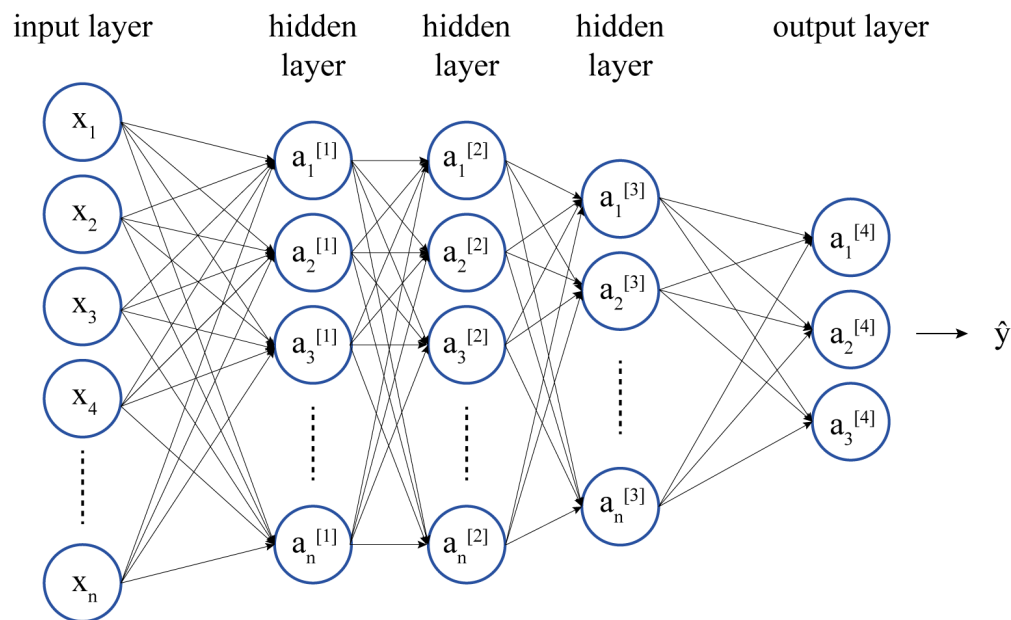 input layer
hidden
layer
hidden
layer
hidden
layer
output layer
x₁
x₂
x₃
x₄
xₙ
a₁[1]
a₂[1]
a₃[1]
aₙ[1]
a₁[2]
a₂[2]
a₃[2]
aₙ[2]
a₁[3]
a₂[3]
aₙ[3]
a₁[4]
a₂[4]
a₃[4]
ŷ